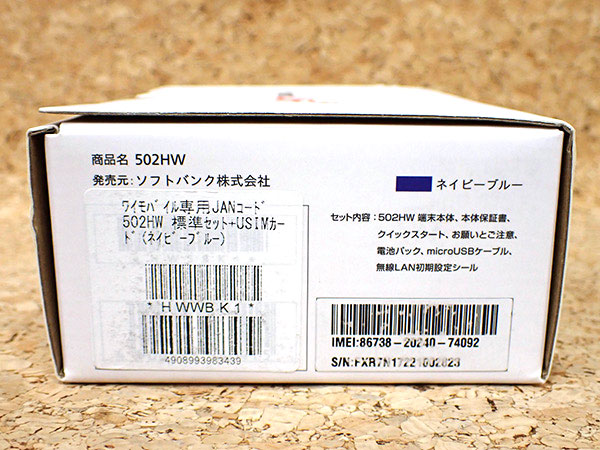 商品名 502HW
発売元: ソフトバンク株式会社
ネイビーブルー
ワイモバイル専用JANコード
502HW 標準セット+USIMカー
ド (ネイビーブルー)
* H W W B K 1 *
4908993983439
セット内容 : 502HW 端末本体、本体保証書、
クイックスタート、お願いとご注意、
電池パック、microUSBケーブル、
無線LAN初期設定シール
IMEI:86738-20240-74092